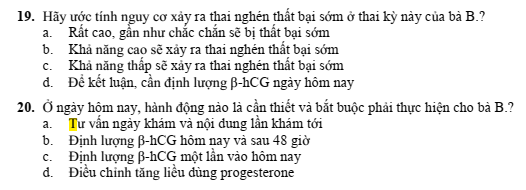 19. Hãy ước tính nguy cơ xảy ra thai nghén thất bại sớm ở thai kỳ này của bà B.?
a. Rất cao, gần như chắc chắn sẽ bị thất bại sớm
b. Khả năng cao sẽ xảy ra thai nghén thất bại sớm
c. Khả năng thấp sẽ xảy ra thai nghén thất bại sớm
d. Để kết luận, cần định lượng β-hCG ngày hôm nay
20. Ở ngày hôm nay, hành động nào là cần thiết và bắt buộc phải thực hiện cho bà B.?
a. Tư vấn ngày khám và nội dung lần khám tới
b. Định lượng β-hCG hôm nay và sau 48 giờ
c. Định lượng β-hCG một lần vào hôm nay
d. Điều chỉnh tăng liều dùng progesterone